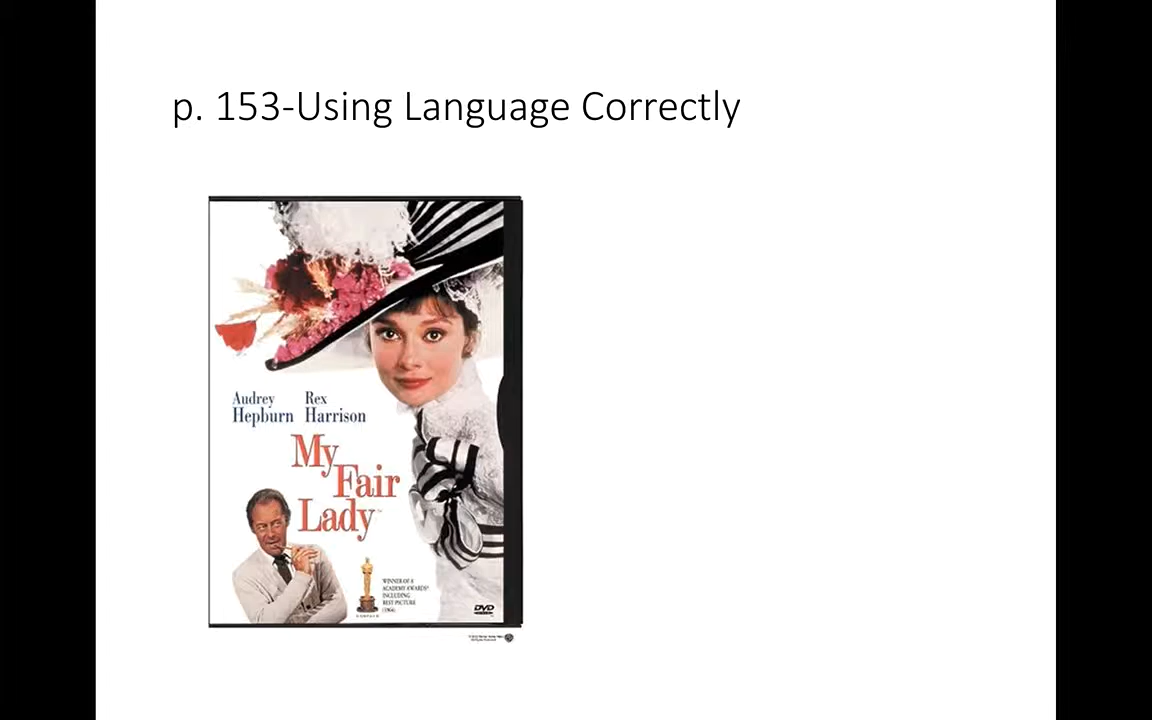 p. 153-Using Language Correctly
Audrey Rex
Hepburn Harrison
My
Fair
Lady
WINNER OF 8
ACADEMY AWARDS
INCLUDING
BEST PICTURE
(1964)
DVD